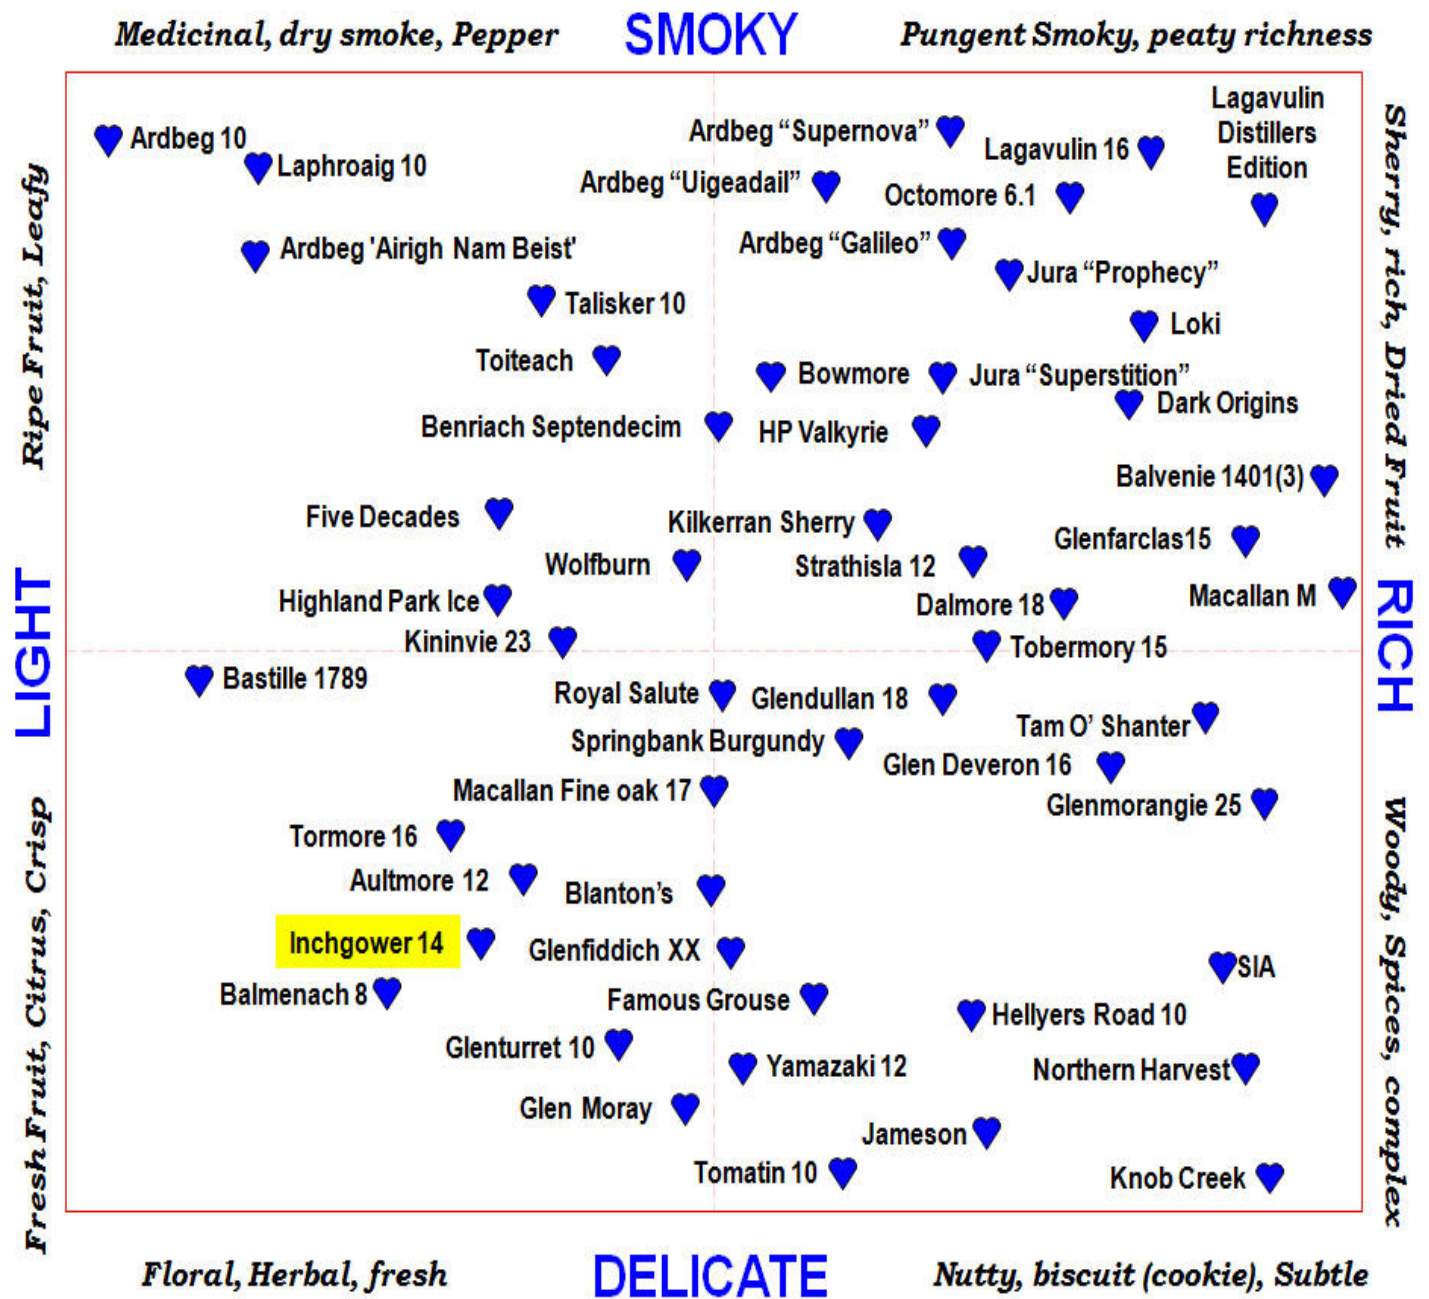 Medicinal, dry smoke, Pepper
SMOKY
Pungent Smoky, peaty richness
Lagavulin
Distillers
Edition
Ardbeg 10
Ardbeg “Supernova”
Lagavulin 16
Laphroaig 10
Ardbeg “Uigeadail”
Octomore 6.1
Ardbeg 'Airigh Nam Beist'
Ardbeg “Galileo”
Jura “Prophecy”
Talisker 10
Loki
Toiteach
Bowmore
Jura “Superstition”
Dark Origins
Benriach Septendecim
HP Valkyrie
Balvenie 1401(3)
Five Decades
Kilkerran Sherry
Glenfarclas15
Wolfburn
Strathisla 12
Highland Park Ice
Dalmore 18
Macallan M
Kininvie 23
Tobermory 15
Bastille 1789
Royal Salute
Glendullan 18
Tam O’ Shanter
Springbank Burgundy
Glen Deveron 16
Macallan Fine oak 17
Glenmorangie 25
Tormore 16
Aultmore 12
Blanton’s
Inchgower 14
Glenfiddich XX
SIA
Balmenach 8
Famous Grouse
Hellyers Road 10
Glenturret 10
Yamazaki 12
Northern Harvest
Glen Moray
Jameson
Tomatin 10
Knob Creek
Ripe Fruit, Leafy
LIGHT
Fresh Fruit, Citrus, Crisp
Sherry, rich, Dried Fruit
RICH
Woody, Spices, complex
Floral, Herbal, fresh
DELICATE
Nutty, biscuit (cookie), Subtle